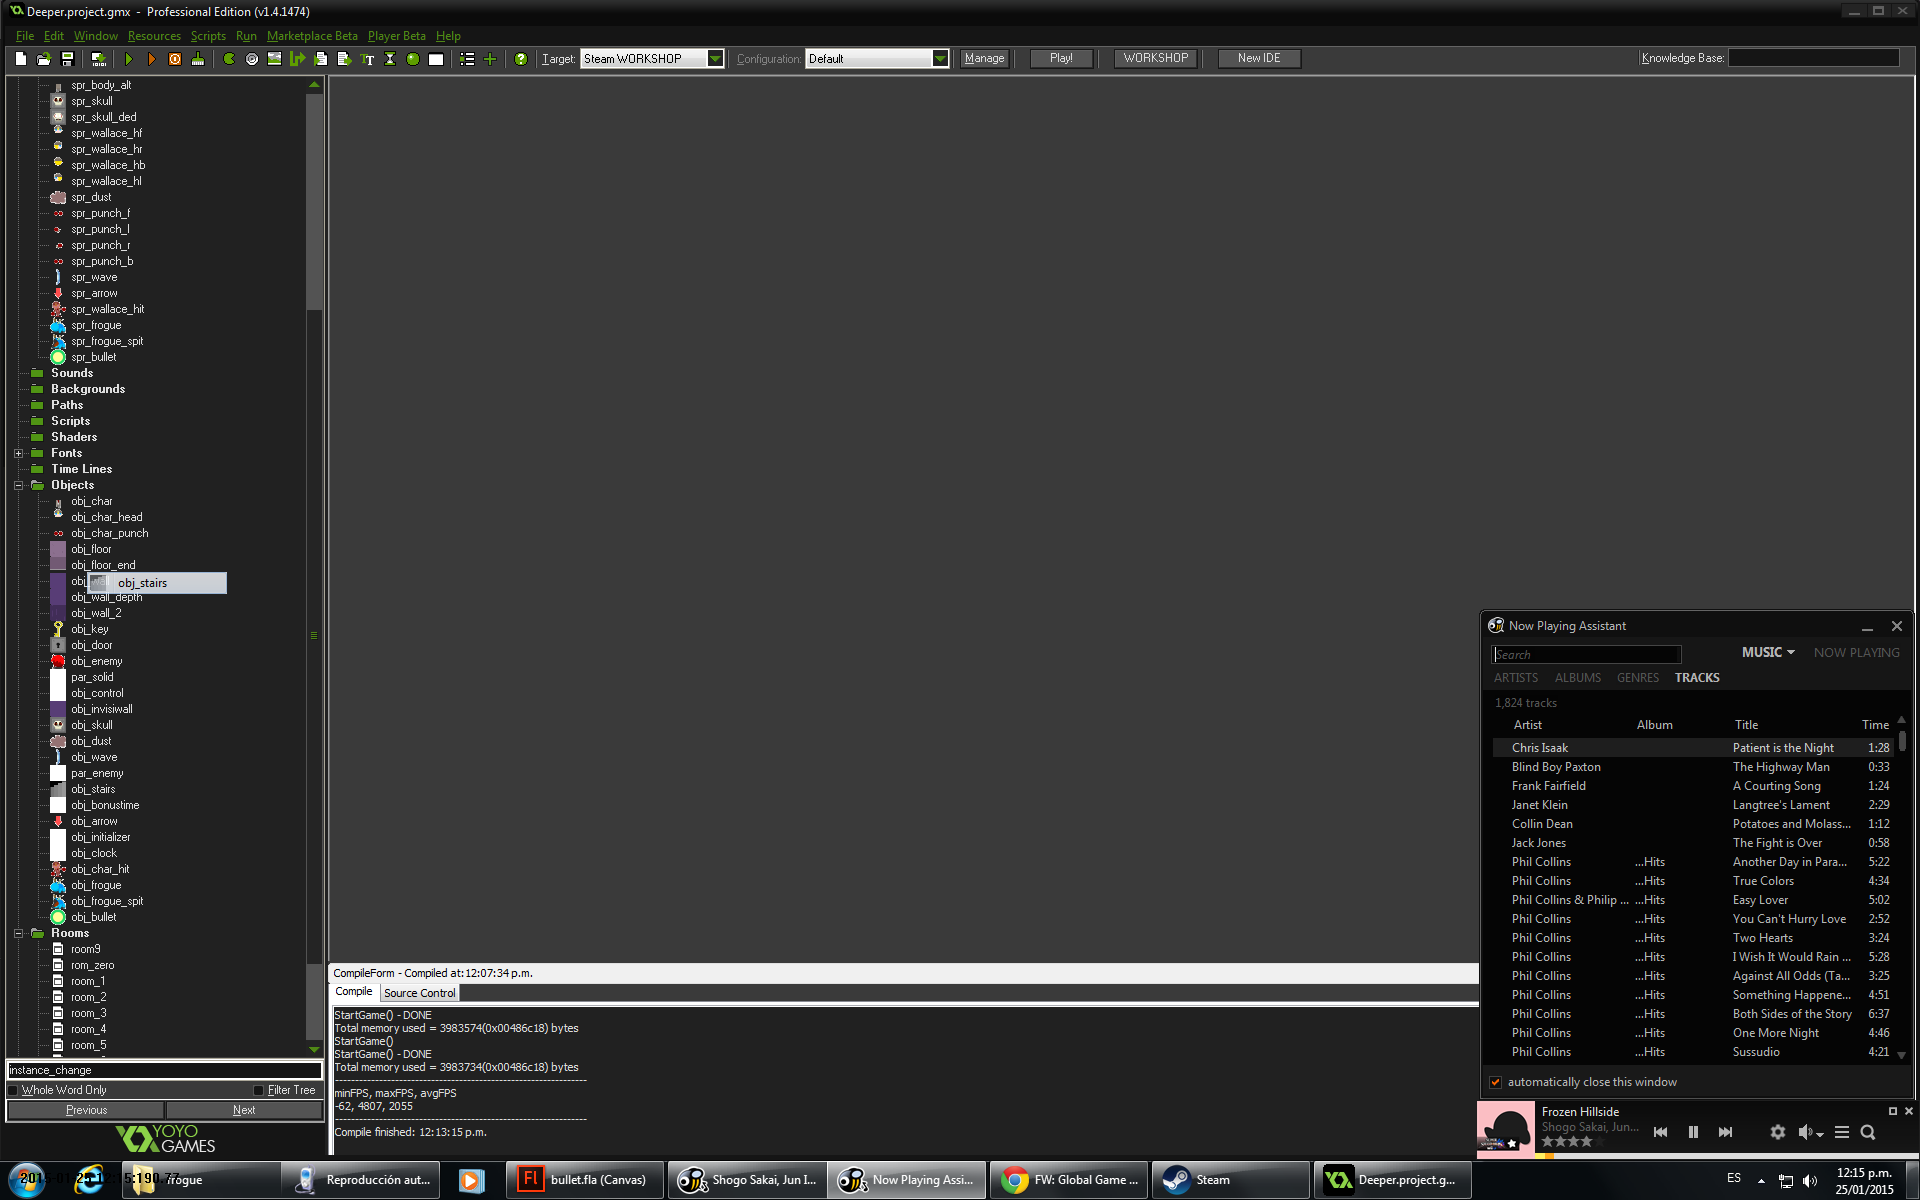 Deeper.project.gmx - Professional Edition (v1.4.1474)
File Edit Window Resources Scripts Run Marketplace Beta Player Beta Help
Target: Steam WORKSHOP Configuration: Default Manage Play! WORKSHOP New IDE Knowledge Base:
spr_body_alt
spr_skull
spr_skull_ded
spr_wallace_hf
spr_wallace_hr
spr_wallace_hb
spr_wallace_hl
spr_dust
spr_punch_f
spr_punch_l
spr_punch_r
spr_punch_b
spr_wave
spr_arrow
spr_wallace_hit
spr_frogue
spr_frogue_spit
spr_bullet
Sounds
Backgrounds
Paths
Scripts
Shaders
Fonts
Time Lines
Objects
obj_char
obj_char_head
obj_char_punch
obj_floor
obj_floor_end
obj_stairs
obj_wall_depth
obj_wall_2
obj_key
obj_door
obj_enemy
par_solid
obj_control
obj_invisiwall
obj_skull
obj_dust
obj_wave
par_enemy
obj_stairs
obj_bonustime
obj_arrow
obj_initializer
obj_clock
obj_char_hit
obj_frogue
obj_frogue_spit
obj_bullet
Rooms
room9
rom_zero
room_1
room_2
room_3
room_4
room_5
instance_change
Whole Word Only Filter Tree
Previous Next
YOYO
GAMES
CompileForm - Compiled at: 12:07:34 p.m.
Compile Source Control
StartGame() - DONE
Total memory used = 3983574(0x00486c18) bytes
StartGame()
StartGame() - DONE
Total memory used = 3983734(0x00486c18) bytes
minFPS, maxFPS, avgFPS
-62, 4807, 2055
Compile finished: 12:13:15 p.m.
Now Playing Assistant
Search MUSIC NOW PLAYING
ARTISTS ALBUMS GENRES TRACKS
1,824 tracks
Artist Album Title Time
Chris Isaak Patient is the Night 1:28
Blind Boy Paxton The Highway Man 0:33
Frank Fairfield A Courting Song 1:24
Janet Klein Langtree's Lament 2:29
Collin Dean Potatoes and Molass... 1:12
Jack Jones The Fight is Over 0:58
Phil Collins ...Hits Another Day in Para... 5:22
Phil Collins ...Hits True Colors 4:34
Phil Collins & Philip ... ...Hits Easy Lover 5:02
Phil Collins ...Hits You Can't Hurry Love 2:52
Phil Collins ...Hits Two Hearts 3:24
Phil Collins ...Hits I Wish It Would Rain ... 5:28
Phil Collins ...Hits Against All Odds (Ta... 3:25
Phil Collins ...Hits Something Happene... 4:51
Phil Collins ...Hits Both Sides of the Story 6:37
Phil Collins ...Hits One More Night 4:46
Phil Collins ...Hits Sussudio 4:21
automatically close this window
Frozen Hillside
Shogo Sakai, Jun...
Reproducción aut... bullet.fla (Canvas) Shogo Sakai, Jun I... Now Playing Assi... FW: Global Game ... Steam Deeper.project.g... ES 12:15 p.m.
25/01/2015